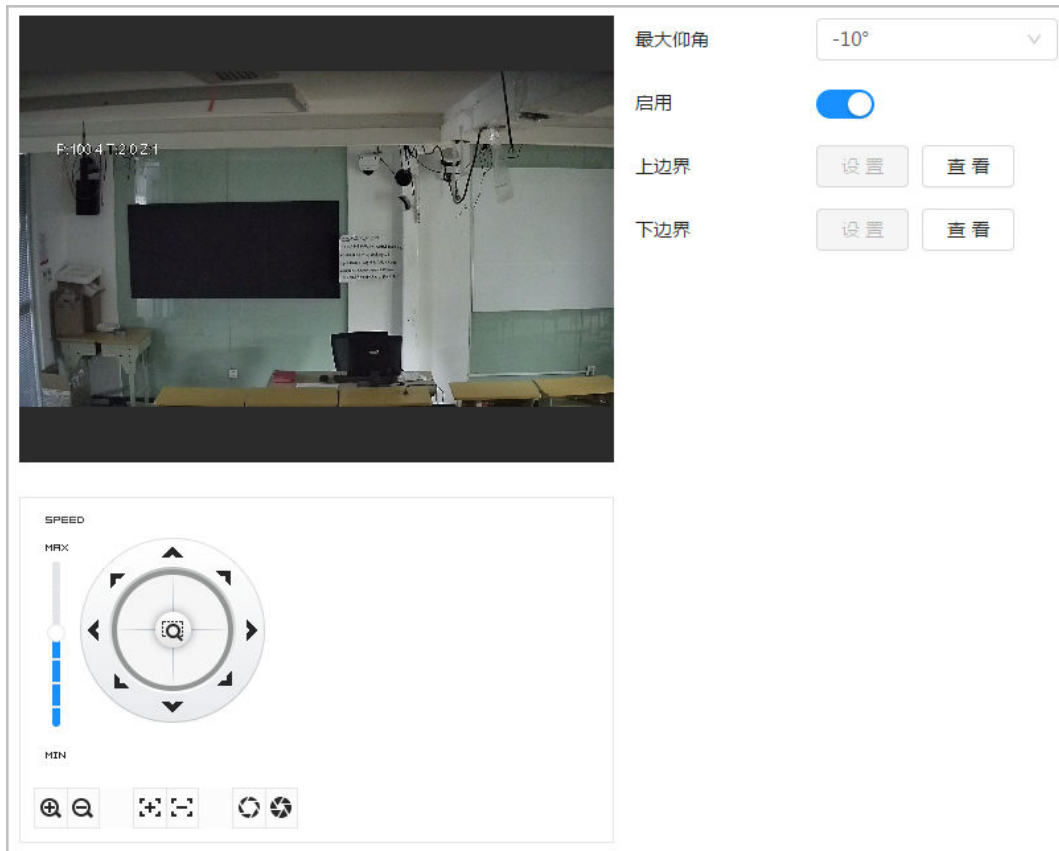 最大仰角
-10°
启用
P:100.4 T:2.0 Z:1
上边界
设置
查看
下边界
设置
查看
SPEED
MAX
MIN